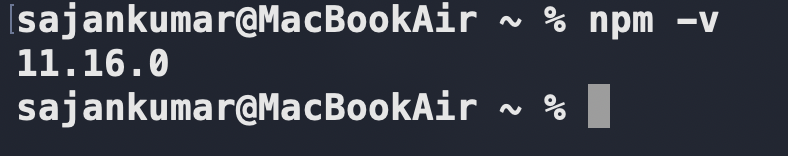 [sajankumar@MacBookAir ~ % npm -v
11.16.0
sajankumar@MacBookAir ~ %